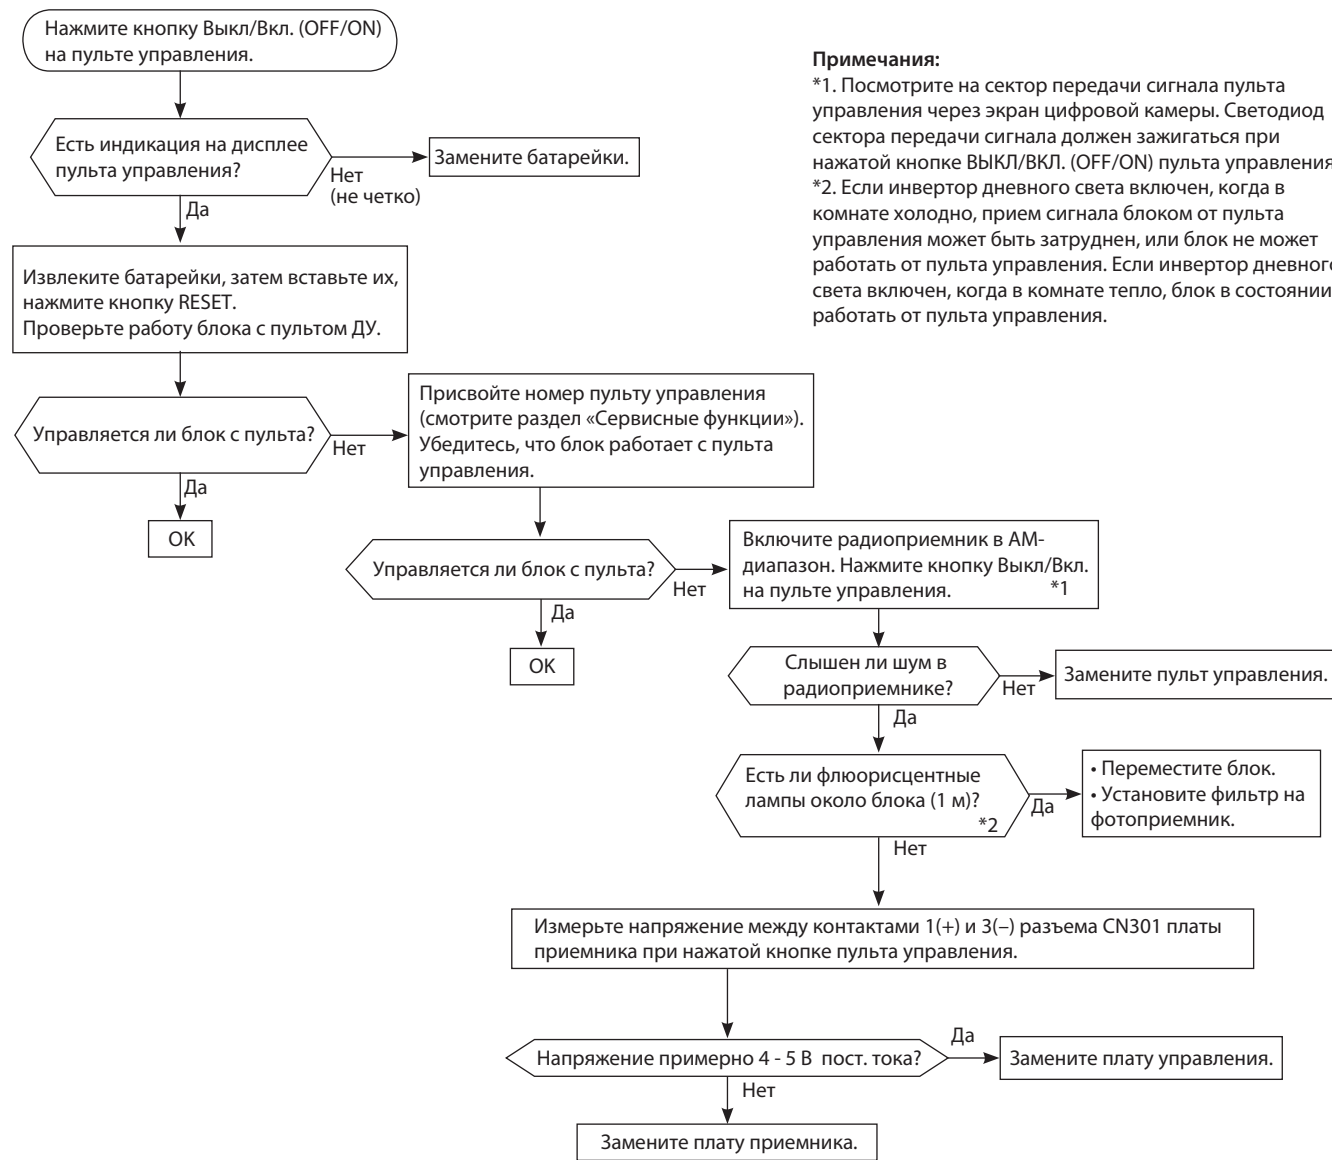 Нажмите кнопку Выкл/Вкл. (OFF/ON)
на пульте управления.
Примечания:
*1. Посмотрите на сектор передачи сигнала пульта
управления через экран цифровой камеры. Светодиод
сектора передачи сигнала должен зажигаться при
нажатой кнопке ВЫКЛ/ВКЛ. (OFF/ON) пульта управления
*2. Если инвертор дневного света включен, когда в
комнате холодно, прием сигнала блоком от пульта
управления может быть затруднен, или блок не может
работать от пульта управления. Если инвертор дневного
света включен, когда в комнате тепло, блок в состоянии
работать от пульта управления.
Есть индикация на дисплее
пульта управления?
Нет
(не четко)
Замените батарейки.
Да
Извлеките батарейки, затем вставьте их,
нажмите кнопку RESET.
Проверьте работу блока с пультом ДУ.
Управляется ли блок с пульта?
Нет
Присвойте номер пульту управления
(смотрите раздел «Сервисные функции»).
Убедитесь, что блок работает с пульта
управления.
Да
OK
Управляется ли блок с пульта?
Нет
Включите радиоприемник в АМ-
диапазон. Нажмите кнопку Выкл/Вкл.
на пульте управления. *1
Да
OK
Слышен ли шум в
радиоприемнике?
Нет
Замените пульт управления.
Да
Есть ли флюорисцентные
лампы около блока (1 м)?
*2
Да
• Переместите блок.
• Установите фильтр на
фотоприемник.
Нет
Измерьте напряжение между контактами 1(+) и 3(–) разъема CN301 платы
приемника при нажатой кнопке пульта управления.
Напряжение примерно 4 - 5 В пост. тока?
Да
Замените плату управления.
Нет
Замените плату приемника.